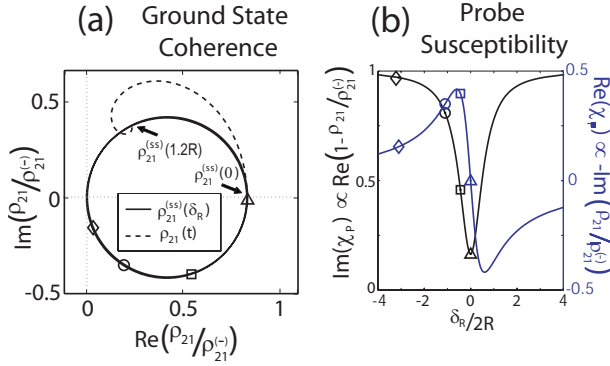 (a) Ground State
Coherence
Im(ρ21/ρ21(-))
0.5
0
-0.5
0
0.5
1
Re(ρ21/ρ21(-))
ρ21(ss)(1.2R)
ρ21(ss)(0)
ρ21(ss)(δR)
ρ21(t)
(b) Probe
Susceptibility
Im(χP) ∝ Re(1-ρ21/ρ21(-))
1
0.5
0
-4
-2
0
2
4
δR/2R
0.5
0
-0.5
Re(χP) ∝ -Im(ρ21/ρ21(-))